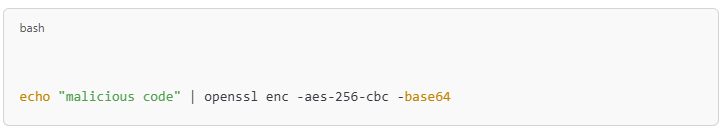 bash
echo "malicious code" | openssl enc -aes-256-cbc -base64